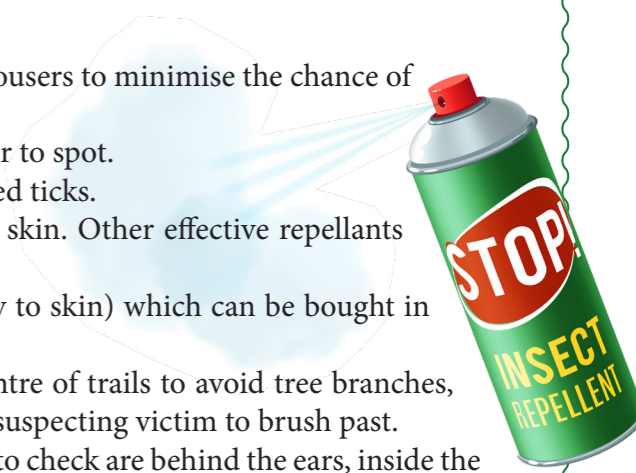 ousers to minimise the chance of
r to spot.
ed ticks.
skin. Other effective repellants
y to skin) which can be bought in
ntre of trails to avoid tree branches,
suspecting victim to brush past.
to check are behind the ears, inside the
STOP!
INSECT
REPELLENT